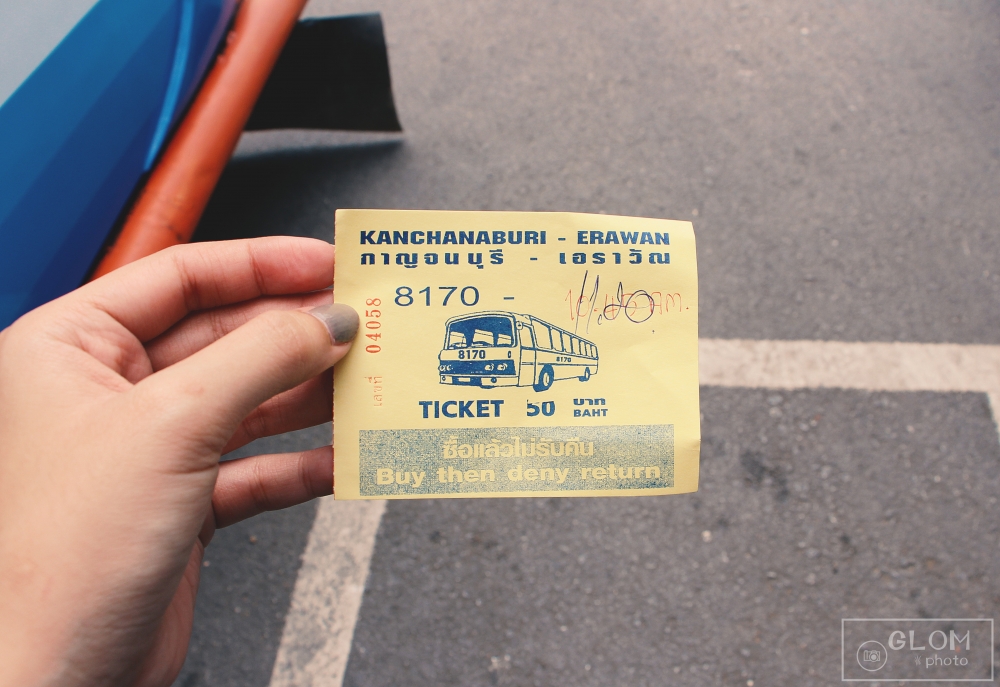 KANCHANABURI - ERAWAN
กาญจนบุรี - เอราวัณ
8170 -
เลขที่ 04058
8170
8170
TICKET 50 บาท
BAHT
ซื้อแล้วไม่รับคืน
Buy then deny return
GLOM
photo